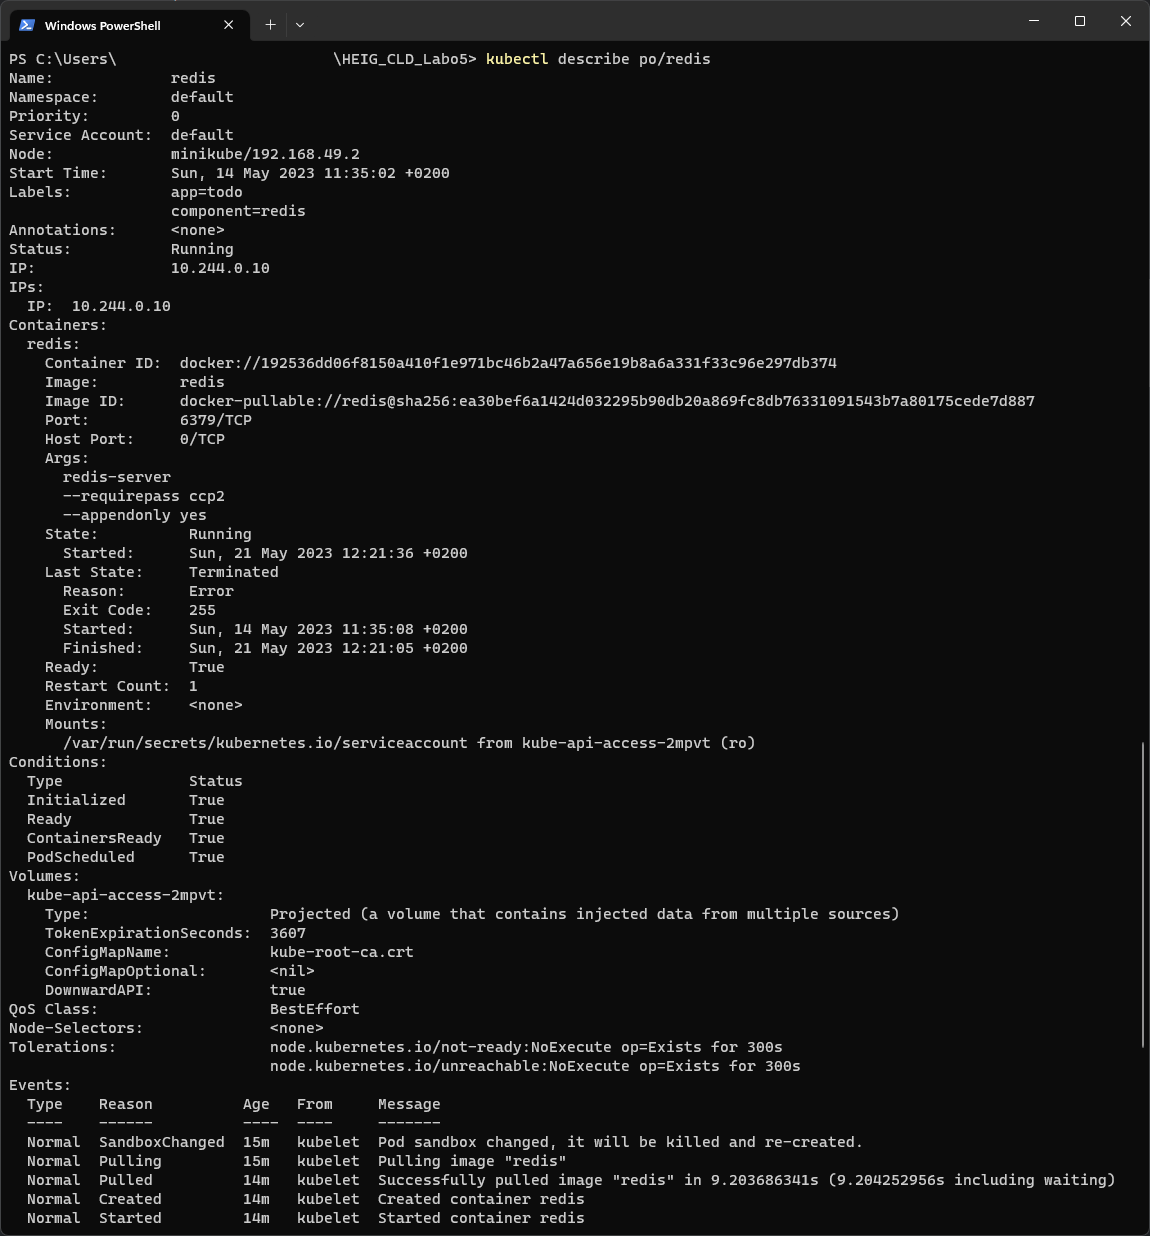 Windows PowerShell
PS C:\Users\ \HEIG_CLD_Labo5> kubectl describe po/redis
Name:             redis
Namespace:        default
Priority:         0
Service Account:  default
Node:             minikube/192.168.49.2
Start Time:       Sun, 14 May 2023 11:35:02 +0200
Labels:           app=todo
                  component=redis
Annotations:      <none>
Status:           Running
IP:               10.244.0.10
IPs:
  IP:  10.244.0.10
Containers:
  redis:
    Container ID:  docker://192536dd06f8150a410f1e971bc46b2a47a656e19b8a6a331f33c96e297db374
    Image:         redis
    Image ID:      docker-pullable://redis@sha256:ea30bef6a1424d032295b90db20a869fc8db76331091543b7a80175cede7d887
    Port:          6379/TCP
    Host Port:     0/TCP
    Args:
      redis-server
      --requirepass ccp2
      --appendonly yes
    State:          Running
      Started:      Sun, 21 May 2023 12:21:36 +0200
    Last State:     Terminated
      Reason:       Error
      Exit Code:    255
      Started:      Sun, 14 May 2023 11:35:08 +0200
      Finished:     Sun, 21 May 2023 12:21:05 +0200
    Ready:          True
    Restart Count:  1
    Environment:    <none>
    Mounts:
      /var/run/secrets/kubernetes.io/serviceaccount from kube-api-access-2mpvt (ro)
Conditions:
  Type              Status
  Initialized       True
  Ready             True
  ContainersReady   True
  PodScheduled      True
Volumes:
  kube-api-access-2mpvt:
    Type:                    Projected (a volume that contains injected data from multiple sources)
    TokenExpirationSeconds:  3607
    ConfigMapName:           kube-root-ca.crt
    ConfigMapOptional:       <nil>
    DownwardAPI:             true
QoS Class:                   BestEffort
Node-Selectors:              <none>
Tolerations:                 node.kubernetes.io/not-ready:NoExecute op=Exists for 300s
                             node.kubernetes.io/unreachable:NoExecute op=Exists for 300s
Events:
  Type    Reason          Age   From     Message
  ----    ------          ----  ----     -------
  Normal  SandboxChanged  15m   kubelet  Pod sandbox changed, it will be killed and re-created.
  Normal  Pulling         15m   kubelet  Pulling image "redis"
  Normal  Pulled          14m   kubelet  Successfully pulled image "redis" in 9.203686341s (9.204252956s including waiting)
  Normal  Created         14m   kubelet  Created container redis
  Normal  Started         14m   kubelet  Started container redis